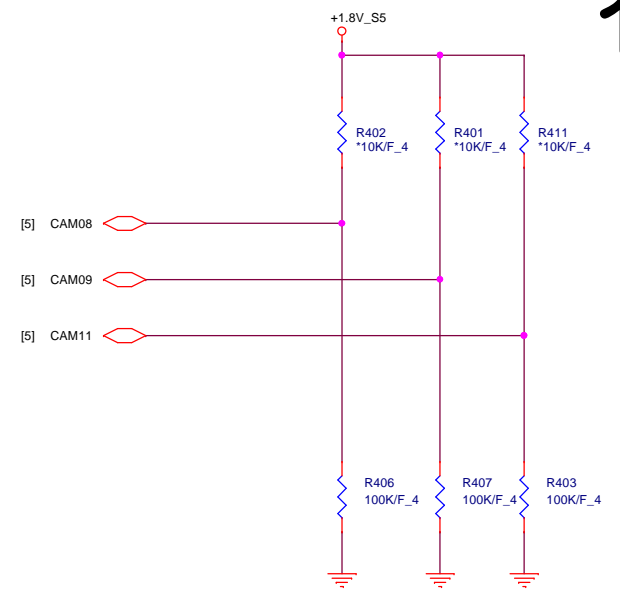 +1.8V_S5
R402
*10K/F_4
R401
*10K/F_4
R411
*10K/F_4
[5] CAM08
[5] CAM09
[5] CAM11
R406
100K/F_4
R407
100K/F_4
R403
100K/F_4